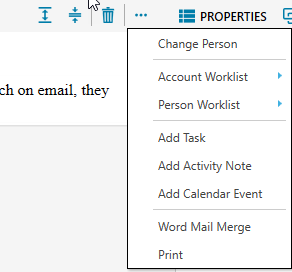 PROPERTIES
ch on email, they
Change Person
Account Worklist
Person Worklist
Add Task
Add Activity Note
Add Calendar Event
Word Mail Merge
Print